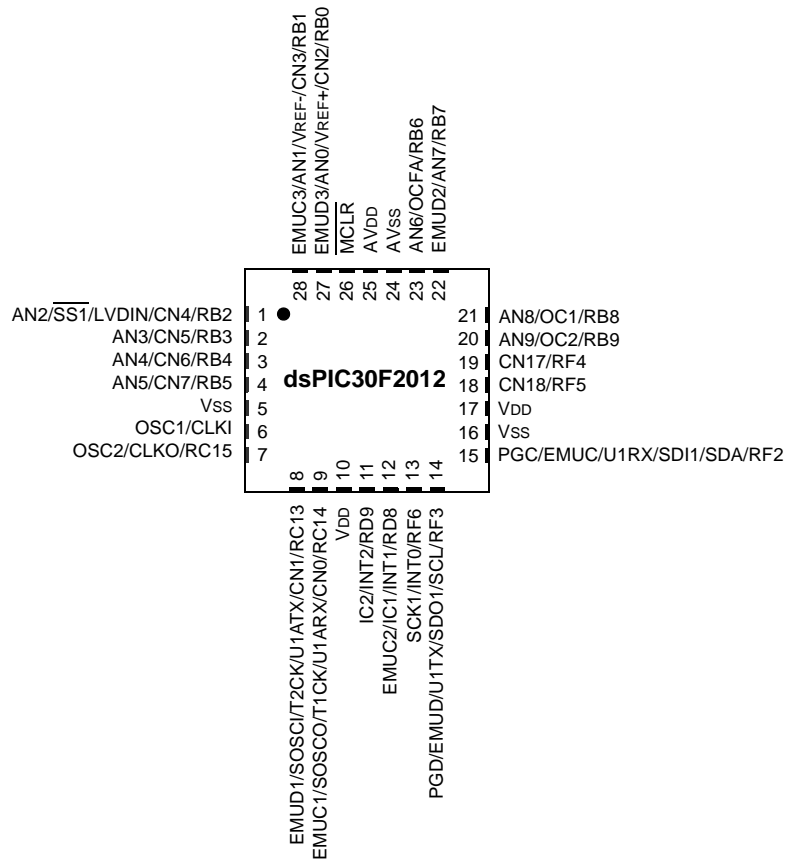 EMUC3/AN1/VREF-/CN3/RB1
EMUD3/AN0/VREF+/CN2/RB0
MCLR
AVDD
AVSS
AN6/OCFA/RB6
EMUD2/AN7/RB7
28 27 26 25 24 23 22
AN2/SS1/LVDIN/CN4/RB2 1
AN3/CN5/RB3 2
AN4/CN6/RB4 3
AN5/CN7/RB5 4
VSS 5
OSC1/CLKI 6
OSC2/CLKO/RC15 7
dsPIC30F2012
21 AN8/OC1/RB8
20 AN9/OC2/RB9
19 CN17/RF4
18 CN18/RF5
17 VDD
16 VSS
15 PGC/EMUC/U1RX/SDI1/SDA/RF2
8 9 10 11 12 13 14
EMUD1/SOSCI/T2CK/U1ATX/CN1/RC13
EMUC1/SOSCO/T1CK/U1ARX/CN0/RC14
VDD
IC2/INT2/RD9
EMUC2/IC1/INT1/RD8
SCK1/INT0/RF6
PGD/EMUD/U1TX/SDO1/SCL/RF3